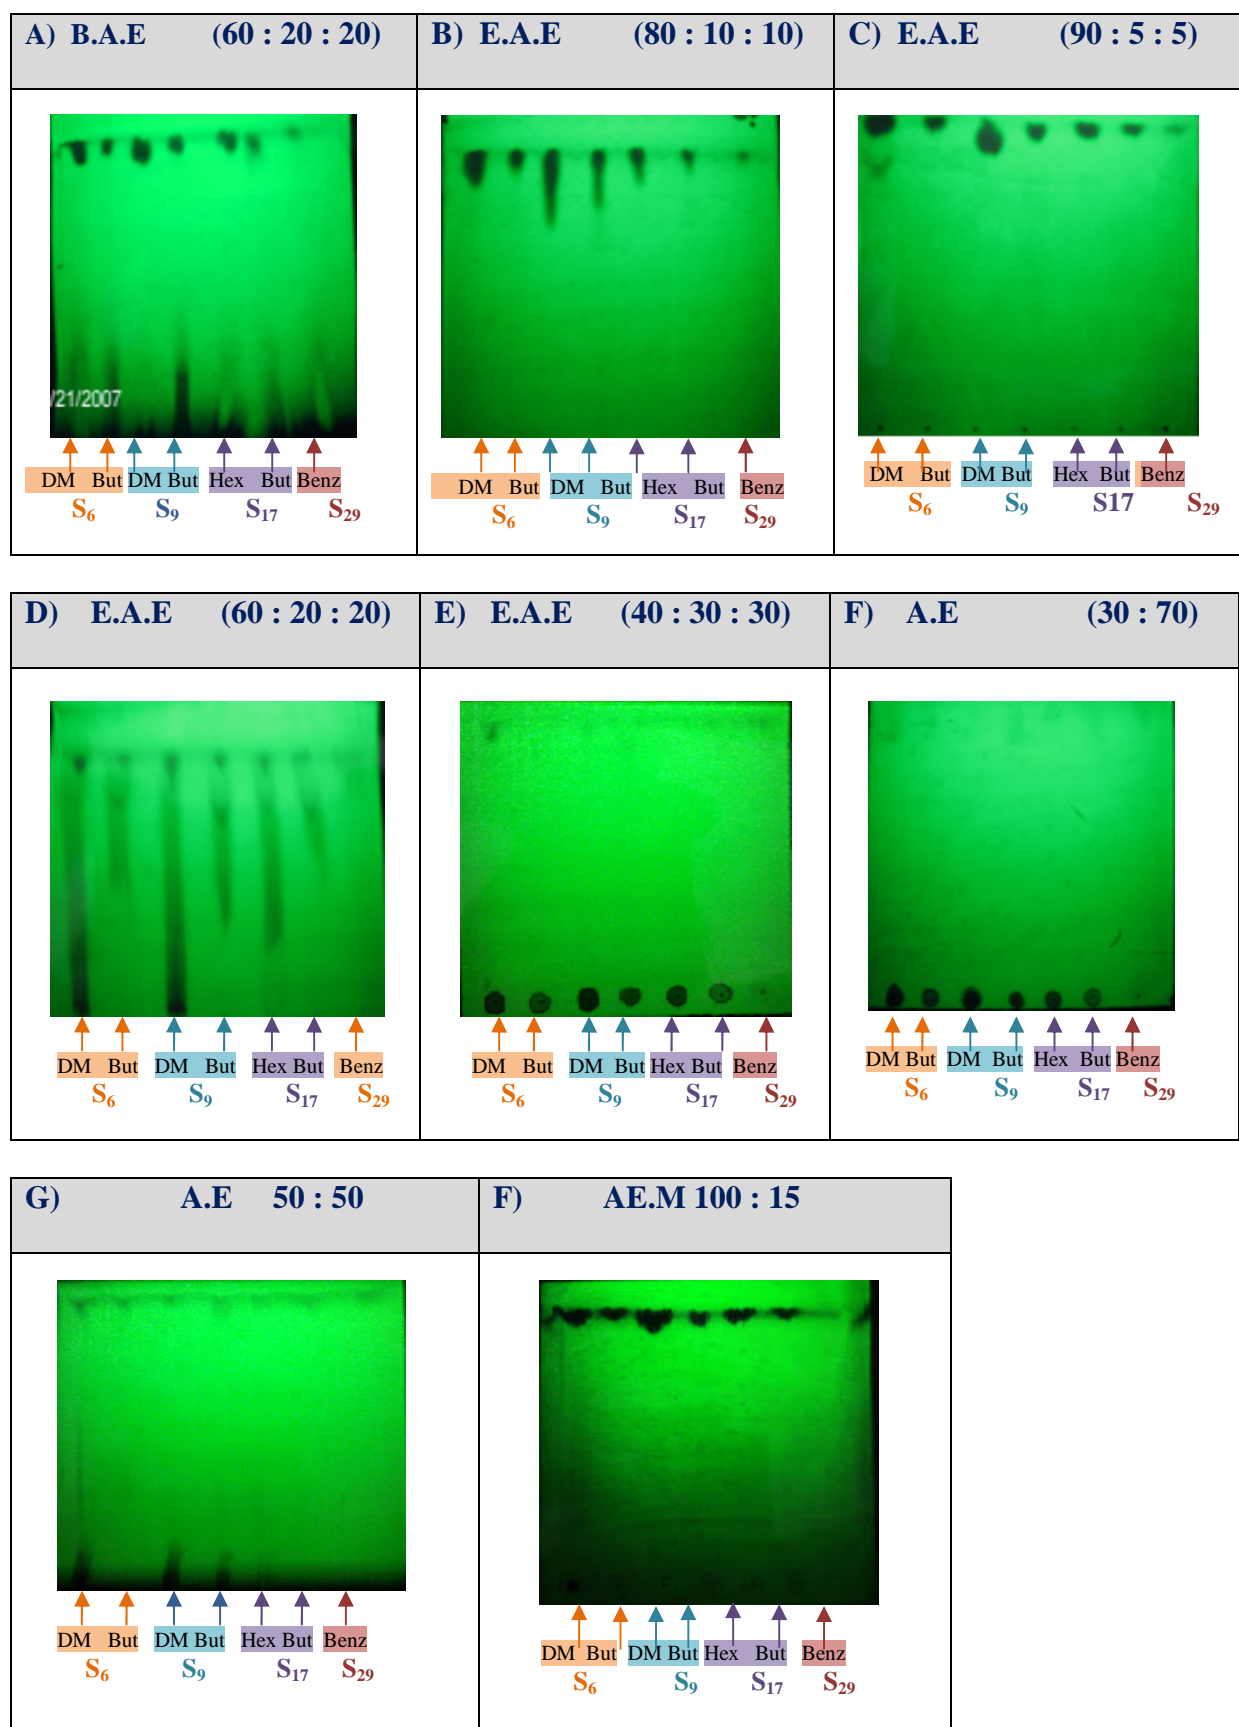 A) B.A.E (60 : 20 : 20) B) E.A.E (80 : 10 : 10) C) E.A.E (90 : 5 : 5)
/21/2007
DM But DM But Hex But Benz
S6 S9 S17 S29
DM But DM But Hex But Benz
S6 S9 S17 S29
DM But DM But Hex But Benz
S6 S9 S17 S29
D) E.A.E (60 : 20 : 20) E) E.A.E (40 : 30 : 30) F) A.E (30 : 70)
DM But DM But Hex But Benz
S6 S9 S17 S29
DM But DM But Hex But Benz
S6 S9 S17 S29
DM But DM But Hex But Benz
S6 S9 S17 S29
G) A.E 50 : 50 F) AE.M 100 : 15
DM But DM But Hex But Benz
S6 S9 S17 S29
DM But DM But Hex But Benz
S6 S9 S17 S29